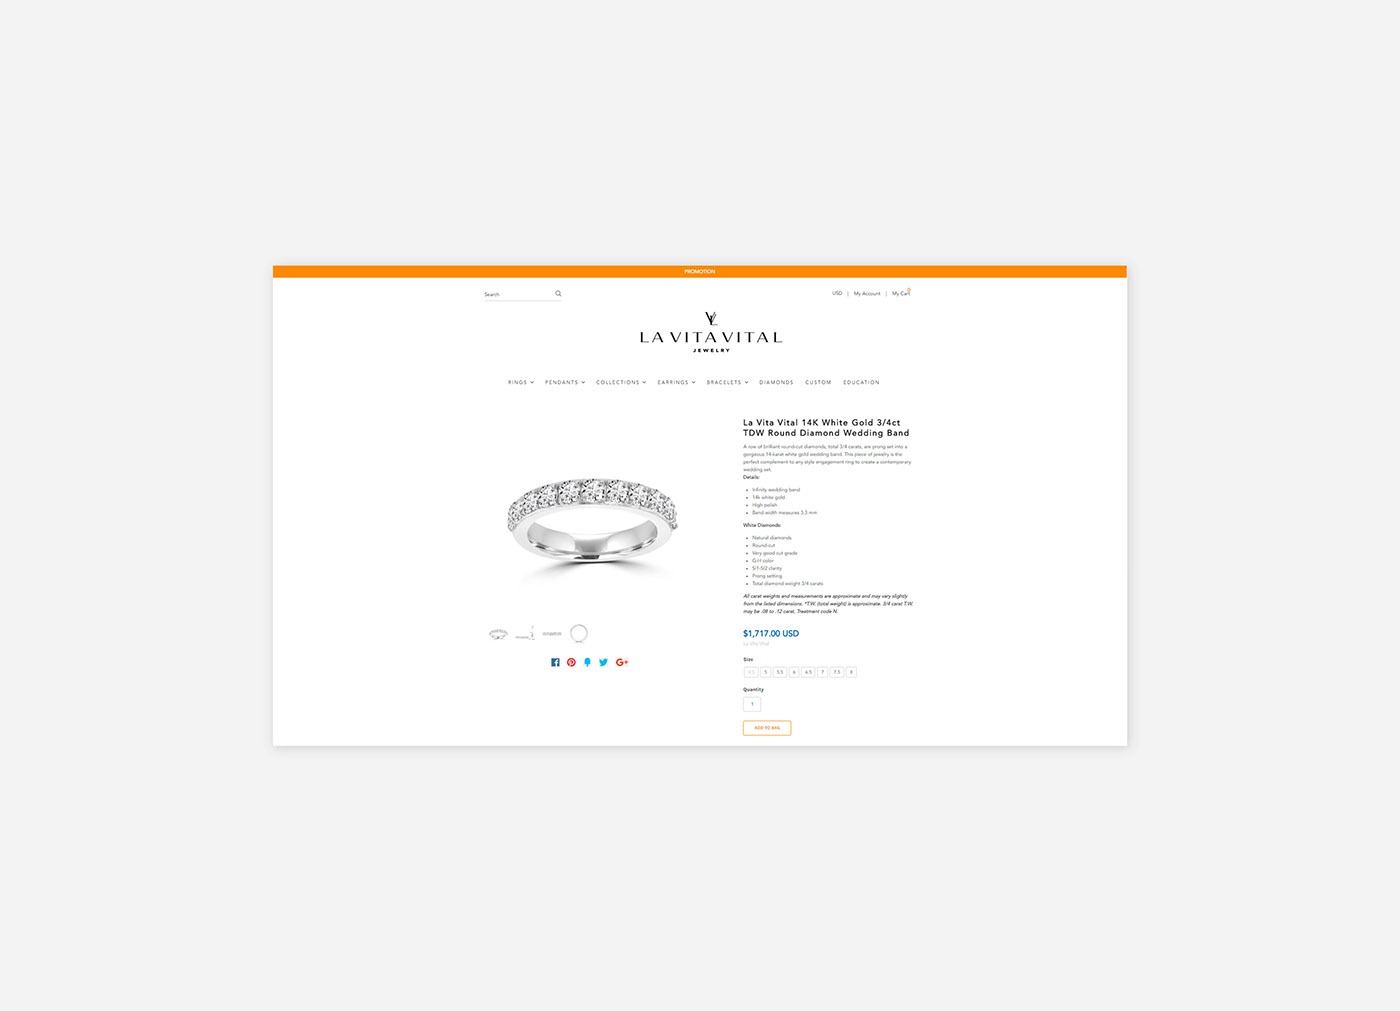 PROMOTION
Search
USD | My Account | My Cart
LA VITA VITAL
JEWELRY
RINGS PENDANTS COLLECTIONS EARRINGS BRACELETS DIAMONDS CUSTOM EDUCATION
La Vita Vital 14K White Gold 3/4ct
TDW Round Diamond Wedding Band
A row of brilliant round-cut diamonds, total 3/4 carats, are prong set into a
gorgeous 14-karat white gold wedding band. This piece of jewelry is the
perfect complement to any style engagement ring to create a contemporary
wedding set.
Details:
Infinity wedding band
14k white gold
High polish
Band width measures 3.3 mm
White Diamonds:
Natural diamonds
Round-cut
Very good cut grade
G-H color
SI1-SI2 clarity
Prong setting
Total diamond weight 3/4 carats
All carat weights and measurements are approximate and may vary slightly
from the listed dimensions. *T.W. (total weight) is approximate. 3/4 carat T.W.
may be .08 to .12 carat. Treatment code N.
$1,717.00 USD
La Vita Vital
Size
4.5 5 5.5 6 6.5 7 7.5 8
Quantity
1
ADD TO BAG